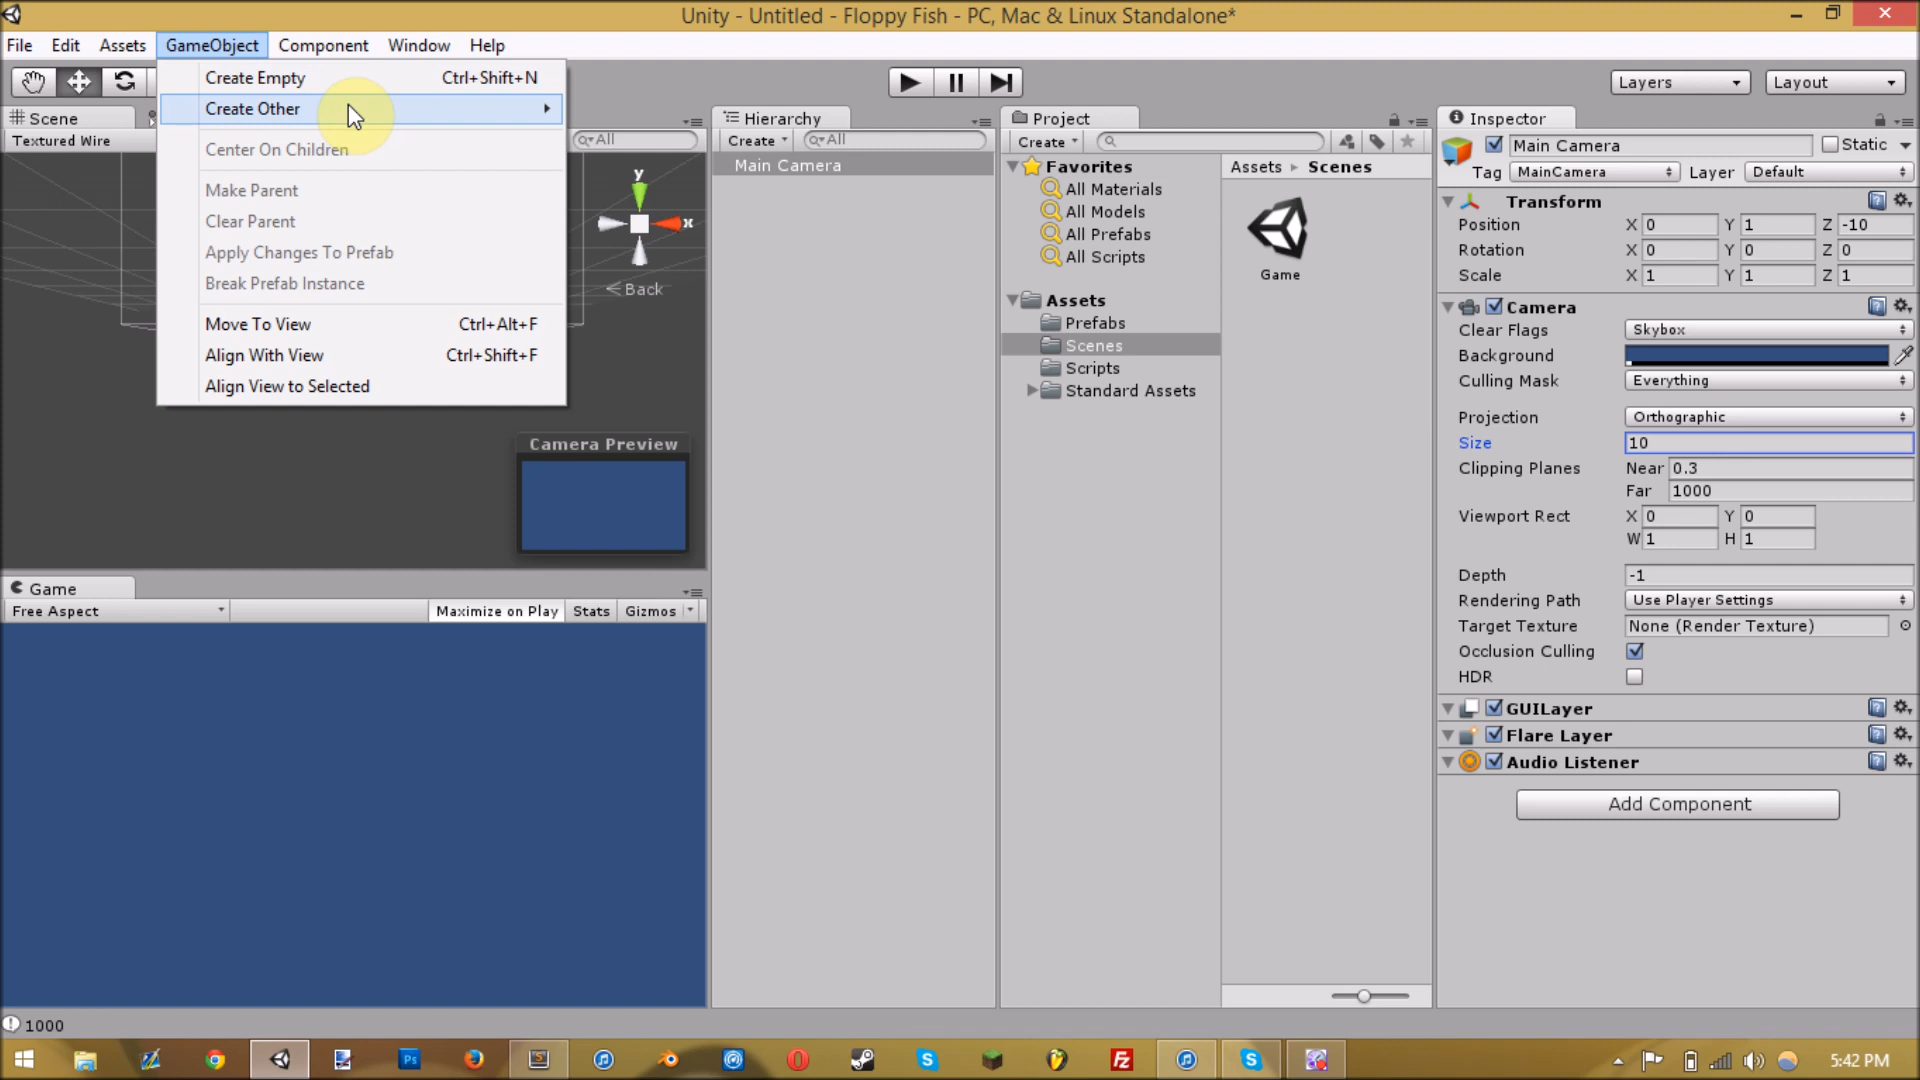 Unity - Untitled - Floppy Fish - PC, Mac & Linux Standalone*
File Edit Assets GameObject Component Window Help
Create Empty Ctrl+Shift+N
Create Other
Center On Children
Make Parent
Clear Parent
Apply Changes To Prefab
Break Prefab Instance
Move To View Ctrl+Alt+F
Align With View Ctrl+Shift+F
Align View to Selected
Layers Layout
Scene
Textured Wire
All
y
x
Back
Camera Preview
Game
Free Aspect Maximize on Play Stats Gizmos
Hierarchy
Create All
Main Camera
Project
Create
Favorites
All Materials
All Models
All Prefabs
All Scripts
Assets
Prefabs
Scenes
Scripts
Standard Assets
Assets Scenes
Game
Inspector
Main Camera Static
Tag MainCamera Layer Default
Transform
Position X 0 Y 1 Z -10
Rotation X 0 Y 0 Z 0
Scale X 1 Y 1 Z 1
Camera
Clear Flags Skybox
Background
Culling Mask Everything
Projection Orthographic
Size 10
Clipping Planes Near 0.3
Far 1000
Viewport Rect X 0 Y 0
W 1 H 1
Depth -1
Rendering Path Use Player Settings
Target Texture None (Render Texture)
Occlusion Culling
HDR
GUILayer
Flare Layer
Audio Listener
Add Component
1000
Ps
S
Fz
S
5:42 PM